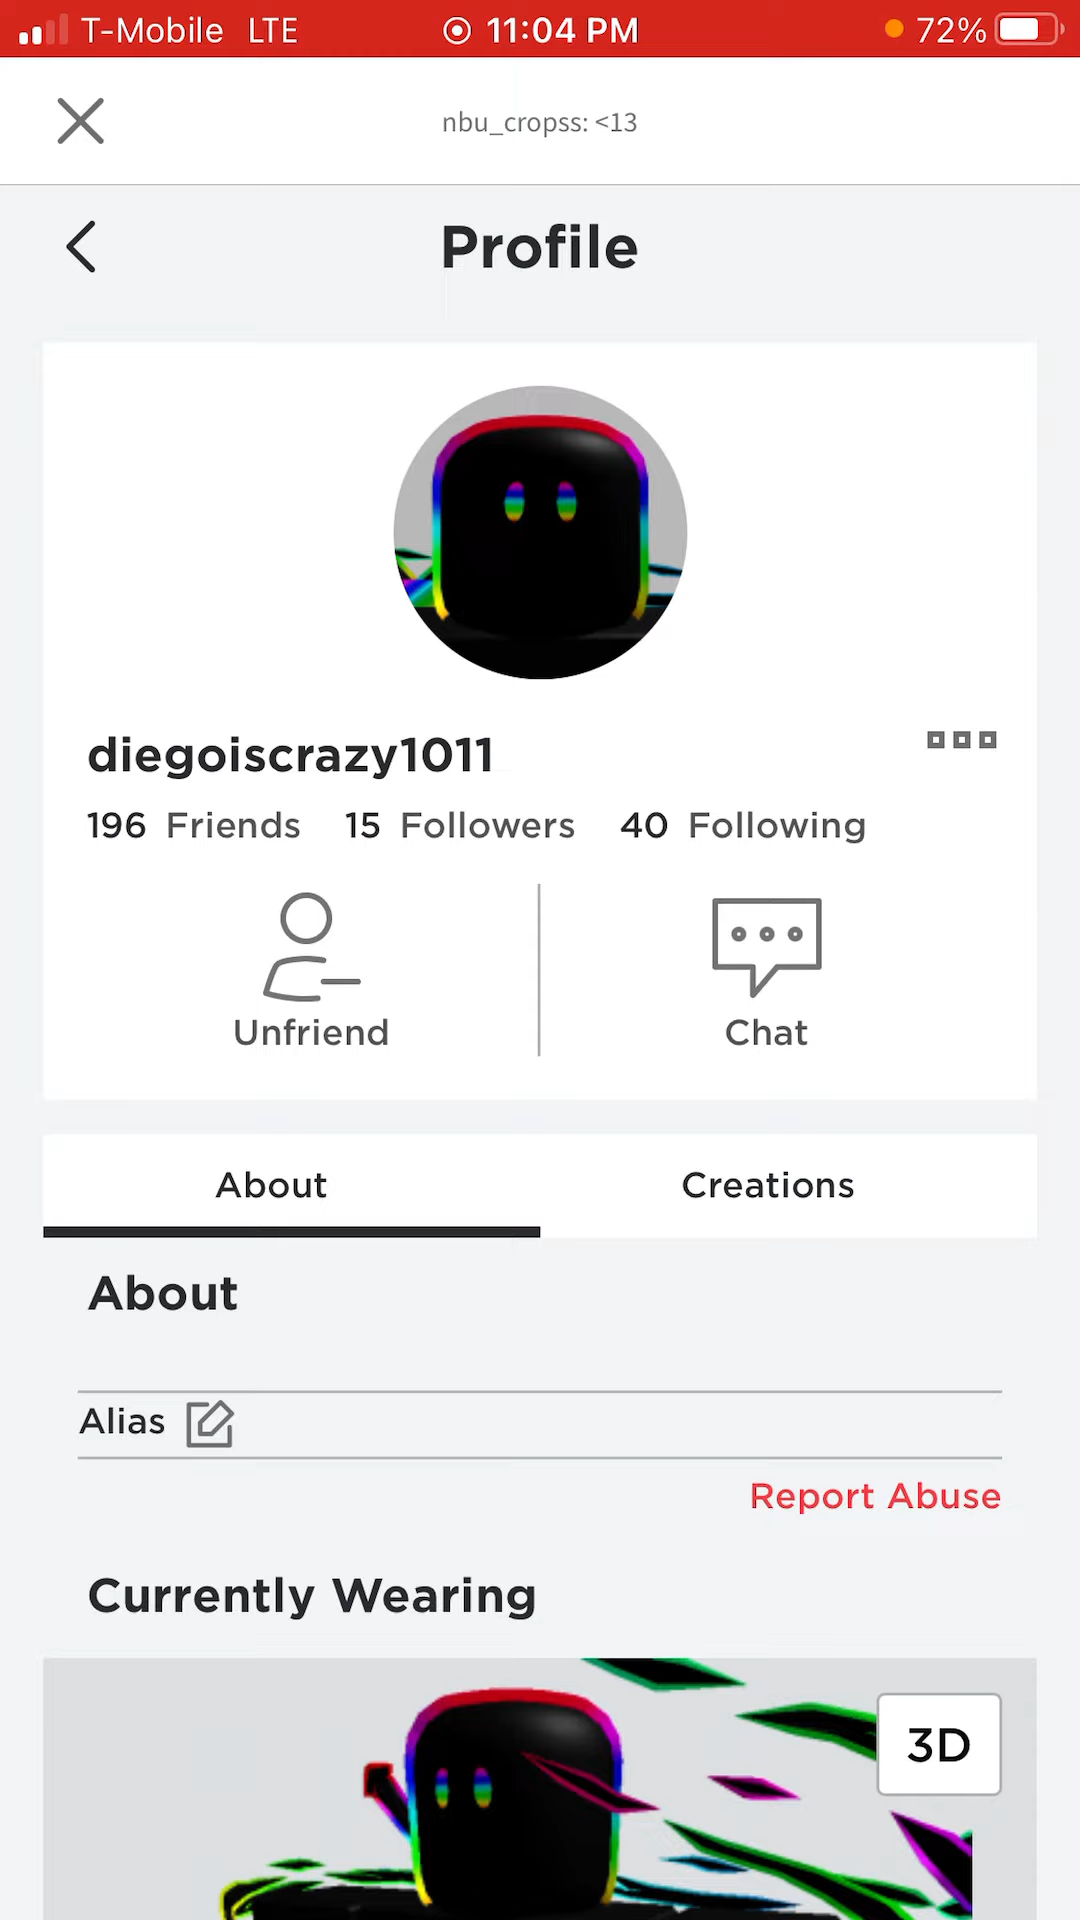 T-Mobile LTE 11:04 PM 72%
nbu_cropss: <13
Profile
diegoiscrazy1011
196 Friends 15 Followers 40 Following
Unfriend Chat
About Creations
About
Alias
Report Abuse
Currently Wearing
3D